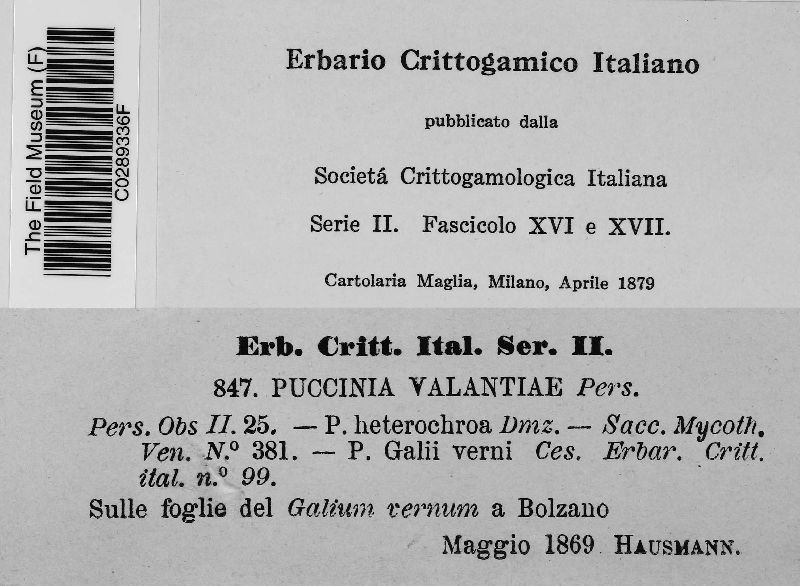 The Field Museum (F)
C0289336F
Erbario Crittogamico Italiano
pubblicato dalla
Societá Crittogamologica Italiana
Serie II. Fascicolo XVI e XVII.
Cartolaria Maglia, Milano, Aprile 1879
Erb. Critt. Ital. Ser. II.
847. PUCCINIA VALANTIAE Pers.
Pers. Obs II. 25. — P. heterochroa Dmz. — Sacc. Mycoth.
Ven. N.º 381. — P. Galii verni Ces. Erbar. Critt.
ital. n.º 99.
Sulle foglie del Galium vernum a Bolzano
Maggio 1869 HAUSMANN.